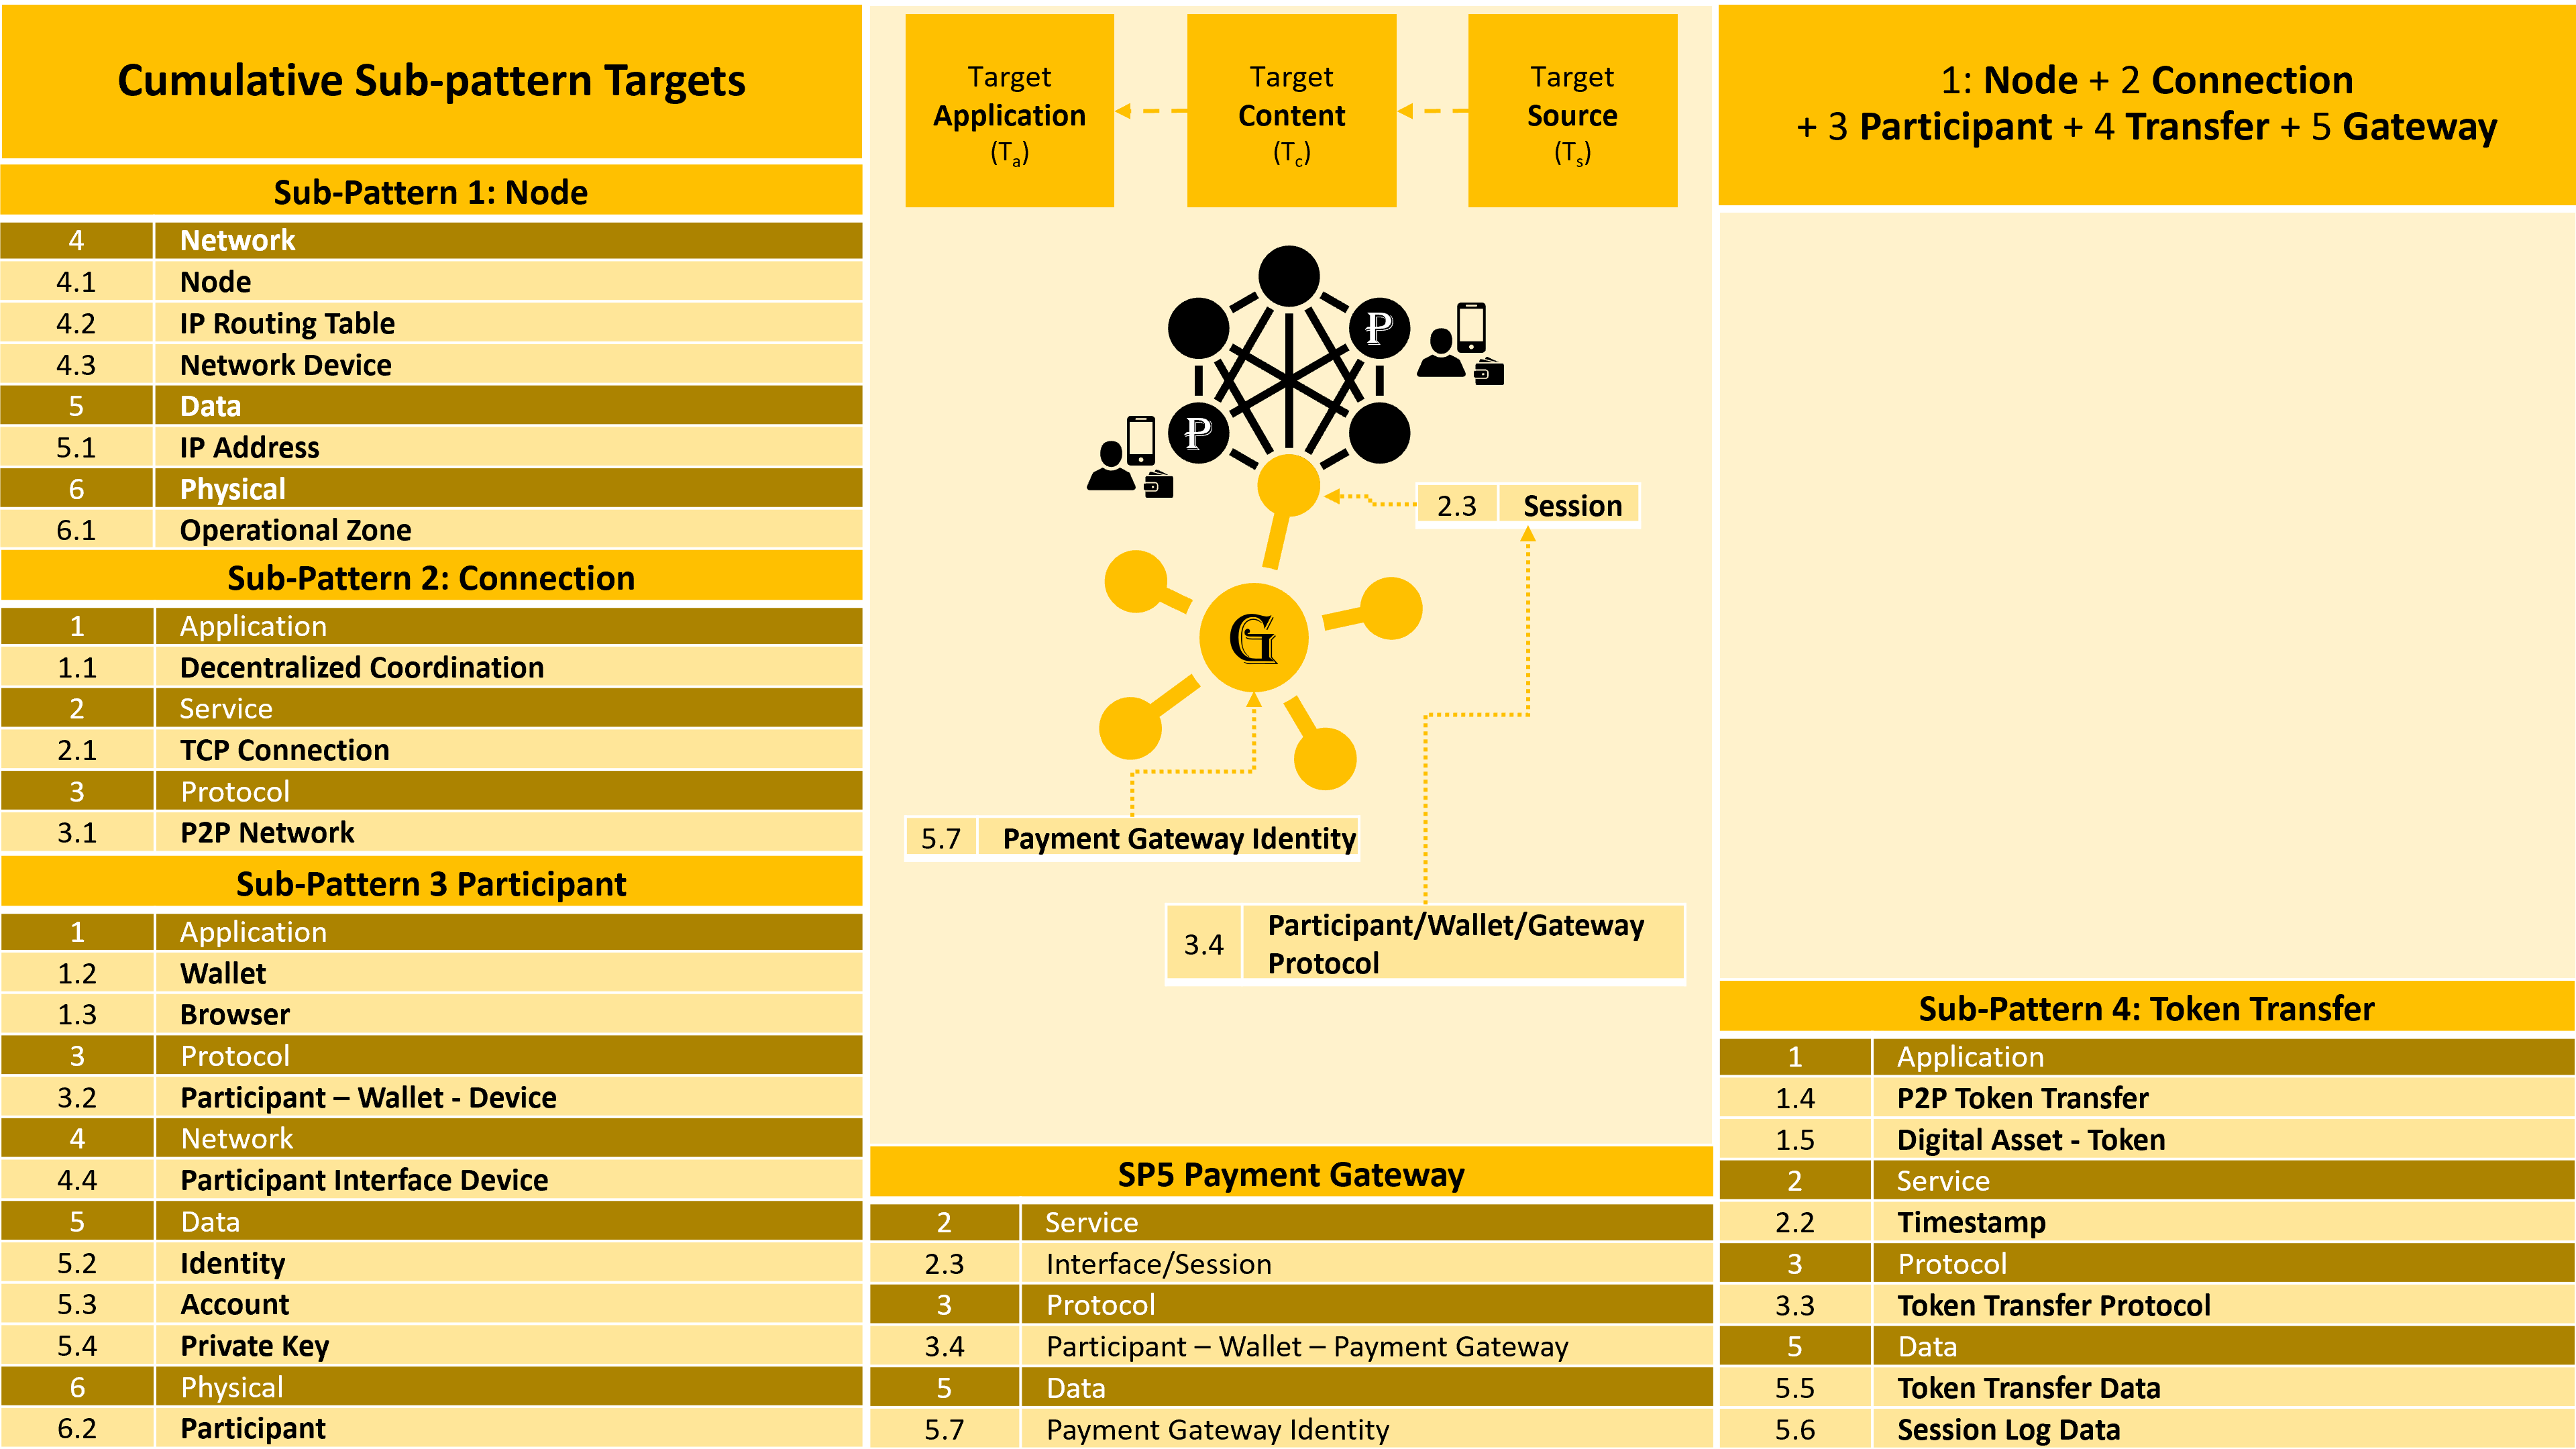 Cumulative Sub-pattern Targets
Sub-Pattern 1: Node
4 Network
4.1 Node
4.2 IP Routing Table
4.3 Network Device
5 Data
5.1 IP Address
6 Physical
6.1 Operational Zone
Sub-Pattern 2: Connection
1 Application
1.1 Decentralized Coordination
2 Service
2.1 TCP Connection
3 Protocol
3.1 P2P Network
Sub-Pattern 3 Participant
1 Application
1.2 Wallet
1.3 Browser
3 Protocol
3.2 Participant – Wallet - Device
4 Network
4.4 Participant Interface Device
5 Data
5.2 Identity
5.3 Account
5.4 Private Key
6 Physical
6.2 Participant
Target
Application
(Ta)
Target
Content
(Tc)
Target
Source
(Ts)
P
P
2.3 Session
G
5.7 Payment Gateway Identity
3.4 Participant/Wallet/Gateway
Protocol
SP5 Payment Gateway
2 Service
2.3 Interface/Session
3 Protocol
3.4 Participant – Wallet – Payment Gateway
5 Data
5.7 Payment Gateway Identity
1: Node + 2 Connection
+ 3 Participant + 4 Transfer + 5 Gateway
Sub-Pattern 4: Token Transfer
1 Application
1.4 P2P Token Transfer
1.5 Digital Asset - Token
2 Service
2.2 Timestamp
3 Protocol
3.3 Token Transfer Protocol
5 Data
5.5 Token Transfer Data
5.6 Session Log Data